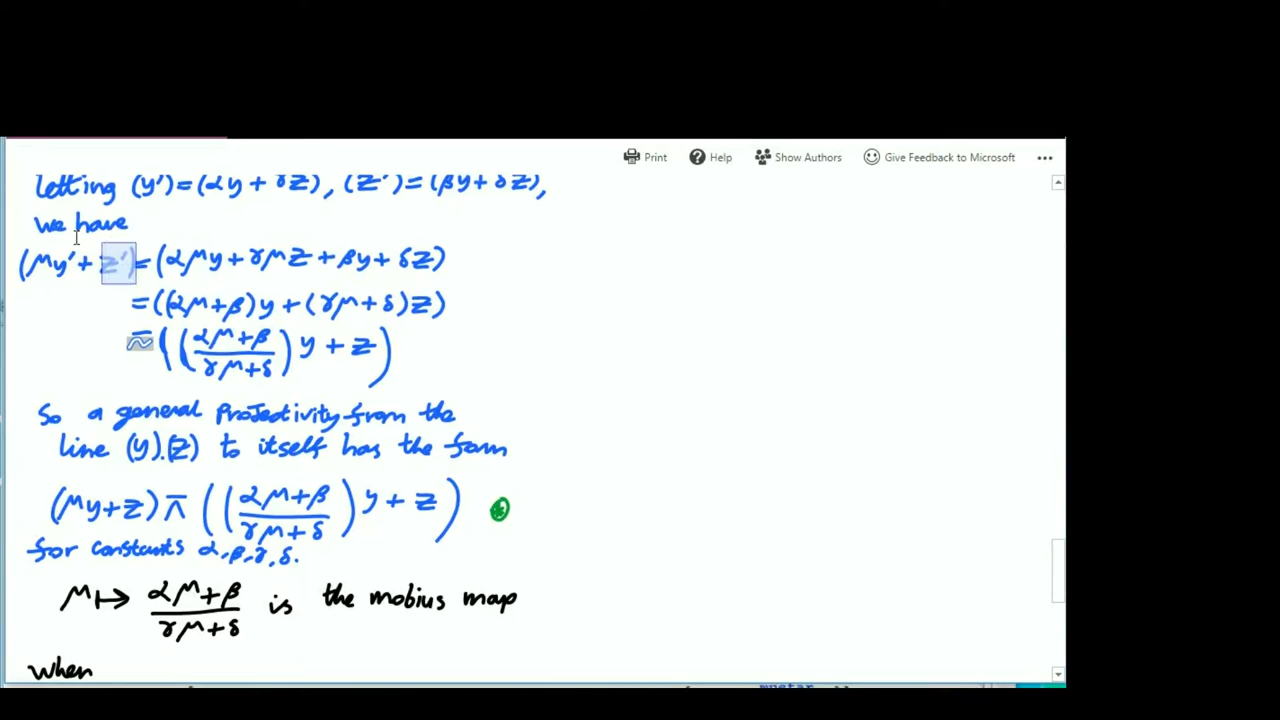 Print Help Show Authors Give Feedback to Microsoft
letting (y')=(αy+γz), (z')=(βy+δz),
we have
(μy'+z')=(αμy+γμz+βy+δz)
=((αμ+β)y+(γμ+δ)z)
=((αμ+β/γμ+δ)y+z)
So a general Projectivity from the
line (y).(z) to itself has the form
(μy+z)⊼((αμ+β/γμ+δ)y+z)
for constants α,β,γ,δ.
μ↦ αμ+β/γμ+δ is the mobius map
when